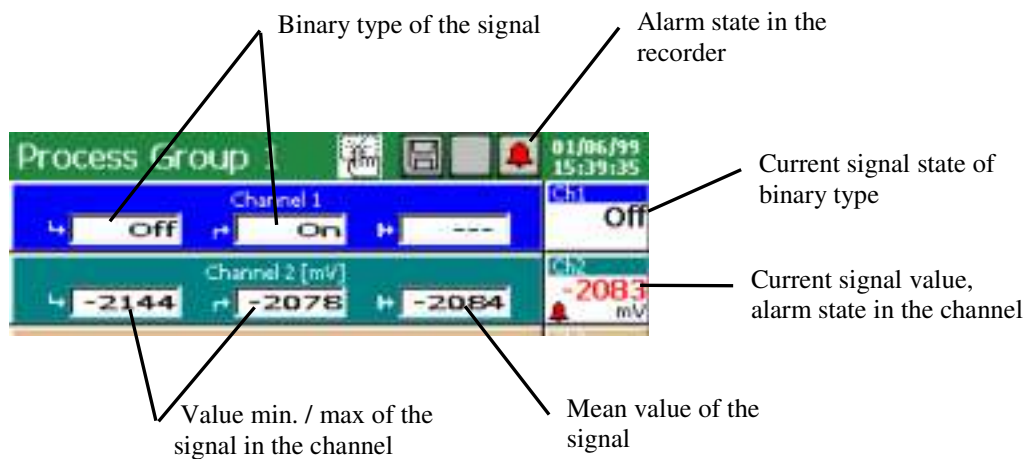 Binary type of the signal
Alarm state in the
recorder
Process Group
01/06/99
15:39:35
Current signal state of
binary type
Channel 1
Ch1
Off
On
---
Off
Channel 2 [mV]
Ch2
-2144
-2078
-2084
-2083
mV
Current signal value,
alarm state in the channel
Value min. / max of the
signal in the channel
Mean value of the
signal